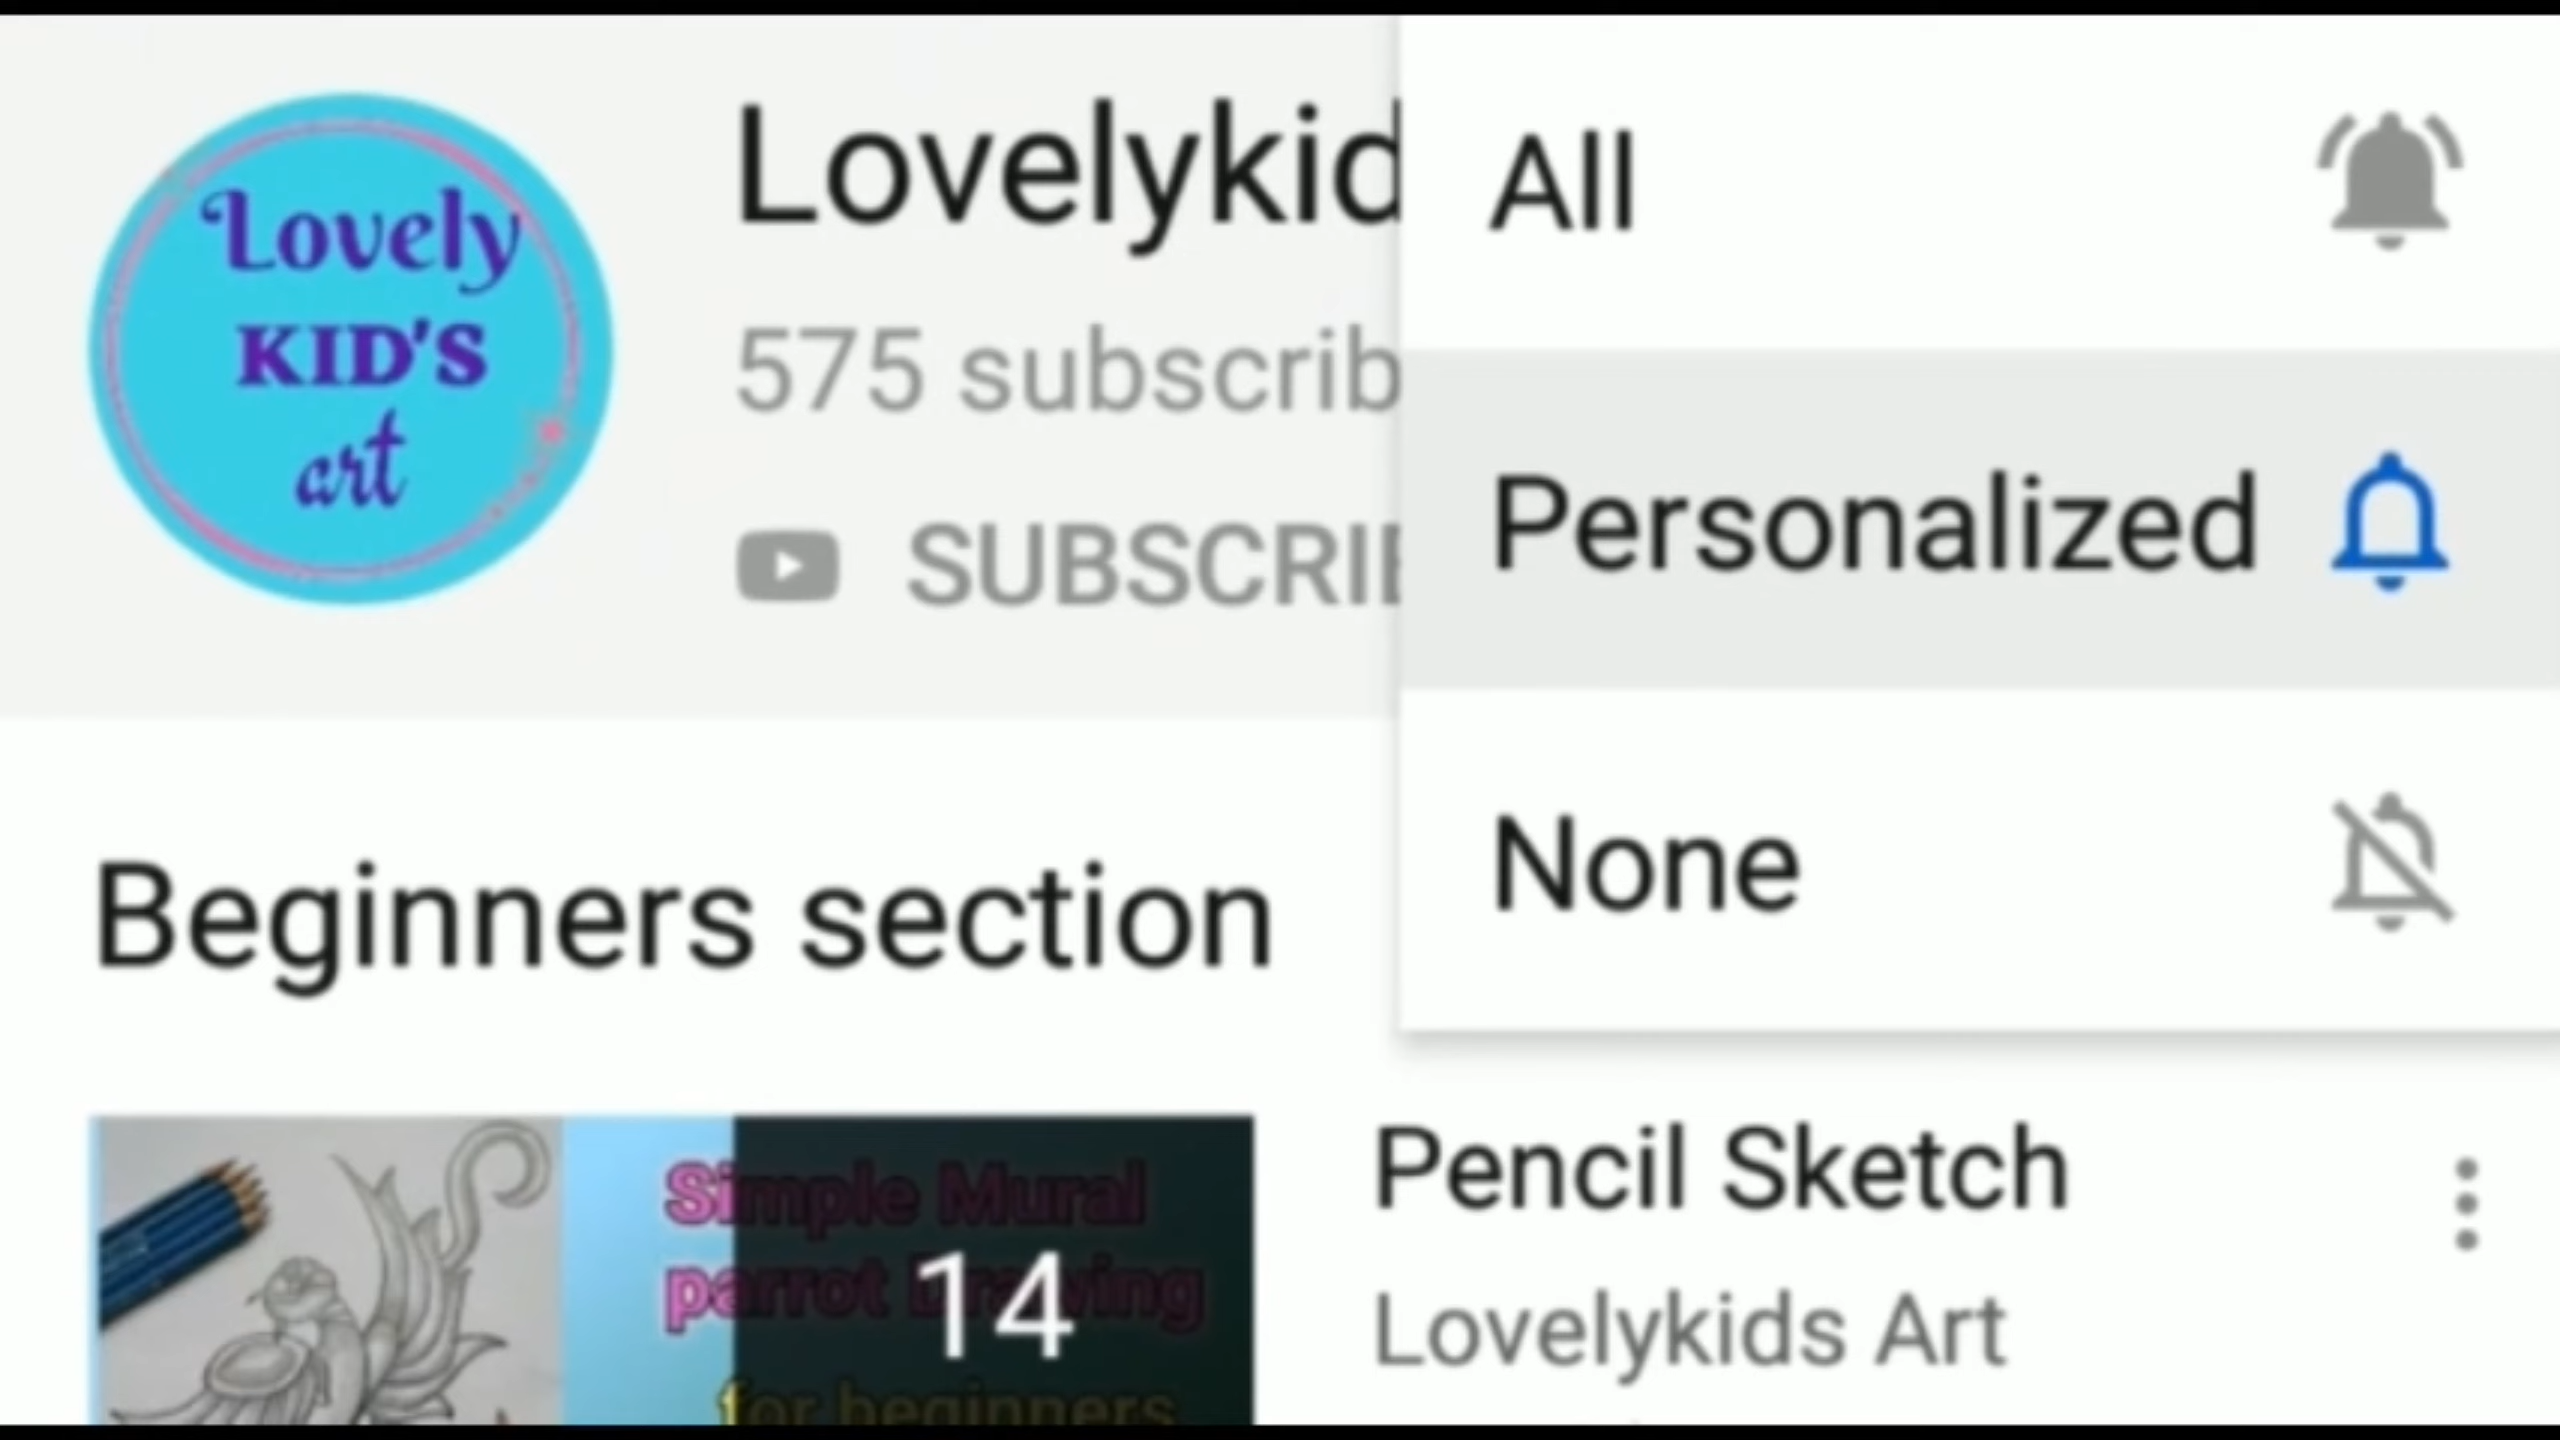 Lovely
KID'S
art
Lovelykid
575 subscrib
SUBSCRIB
All
Personalized
None
Beginners section
Simple Mural
parrot Drawing
for beginners
14
Pencil Sketch
Lovelykids Art